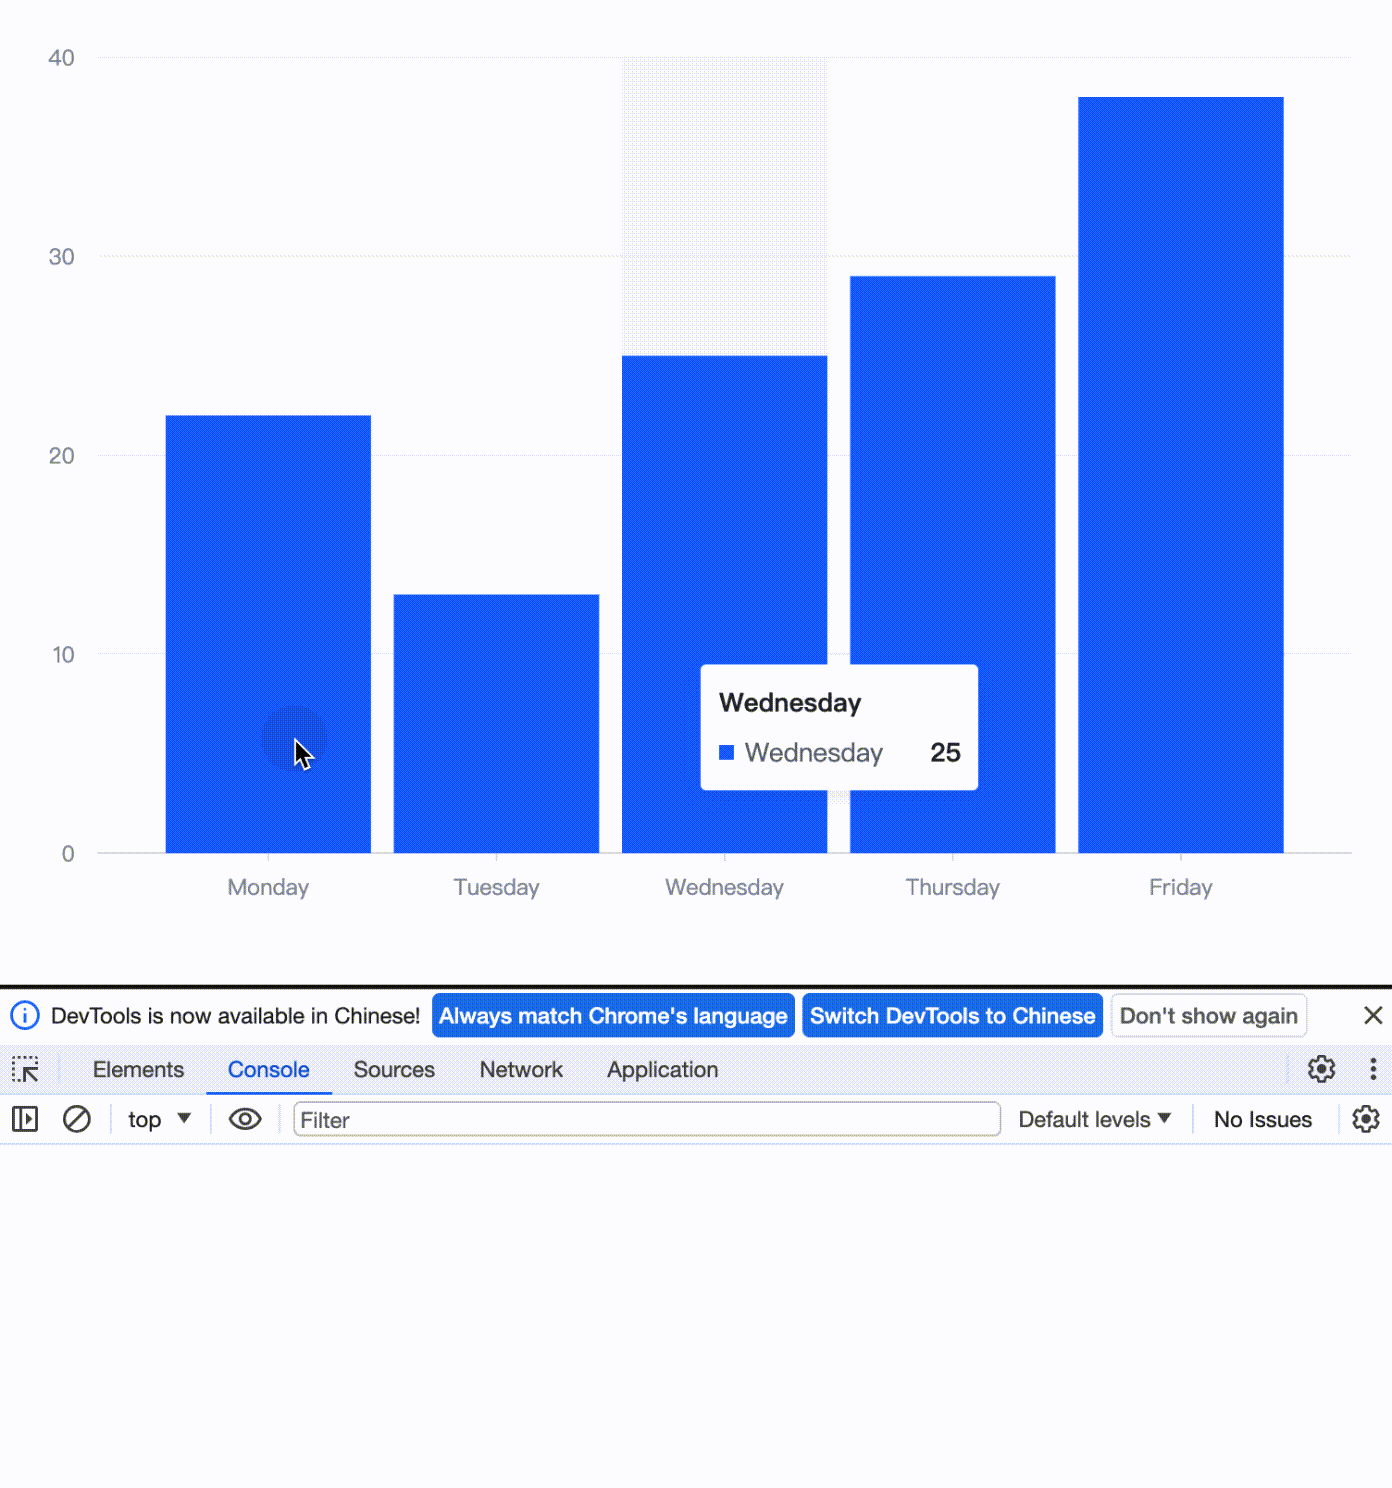 40
30
20
10
0
Wednesday
Wednesday 25
Monday Tuesday Wednesday Thursday Friday
DevTools is now available in Chinese! Always match Chrome's language Switch DevTools to Chinese Don't show again
Elements Console Sources Network Application
top Filter Default levels No Issues